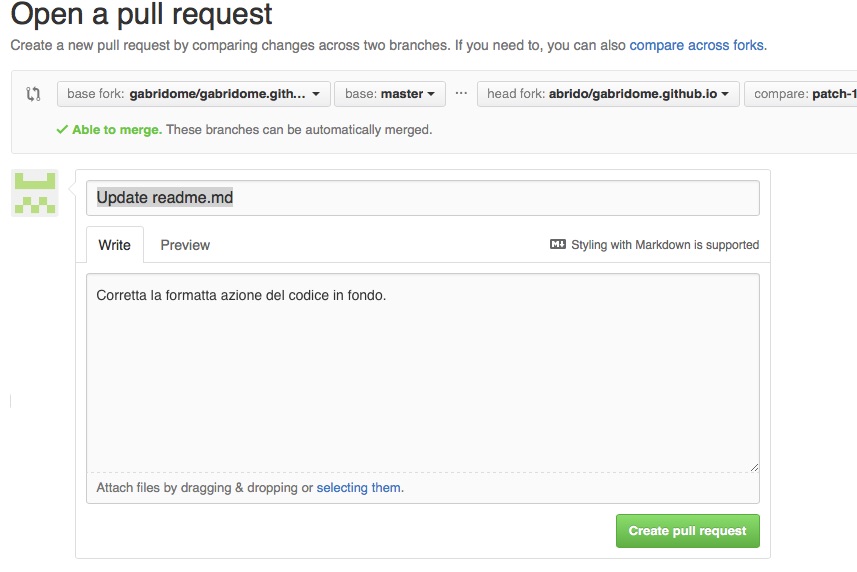 Open a pull request
Create a new pull request by comparing changes across two branches. If you need to, you can also compare across forks.
base fork: gabridome/gabridome.gith... base: master ... head fork: abrido/gabridome.github.io compare: patch-1
Able to merge. These branches can be automatically merged.
Update readme.md
Write Preview Styling with Markdown is supported
Corretta la formatta azione del codice in fondo.
Attach files by dragging & dropping or selecting them.
Create pull request